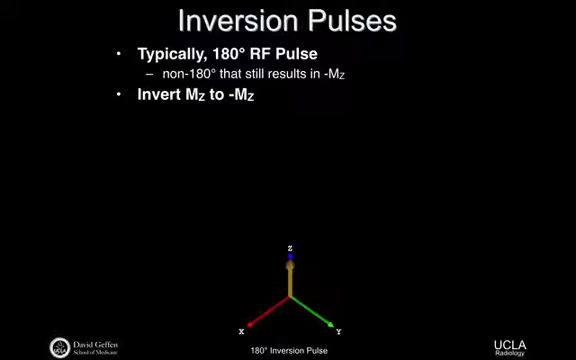 Inversion Pulses
• Typically, 180° RF Pulse
– non-180° that still results in -Mz
• Invert Mz to -Mz
Z
X
Y
180° Inversion Pulse
UCLA
David Geffen
School of Medicine
UCLA
Radiology